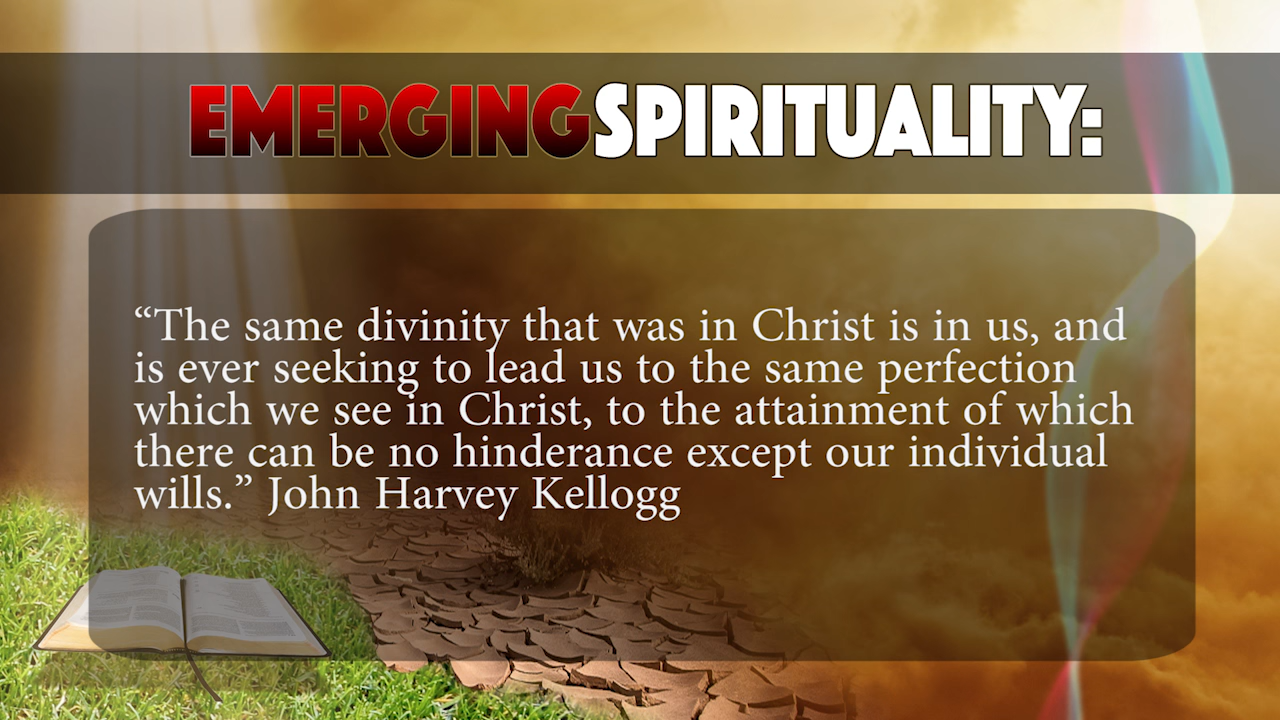 EMERGINGSPIRITUALITY:
“The same divinity that was in Christ is in us, and
is ever seeking to lead us to the same perfection
which we see in Christ, to the attainment of which
there can be no hinderance except our individual
wills.” John Harvey Kellogg